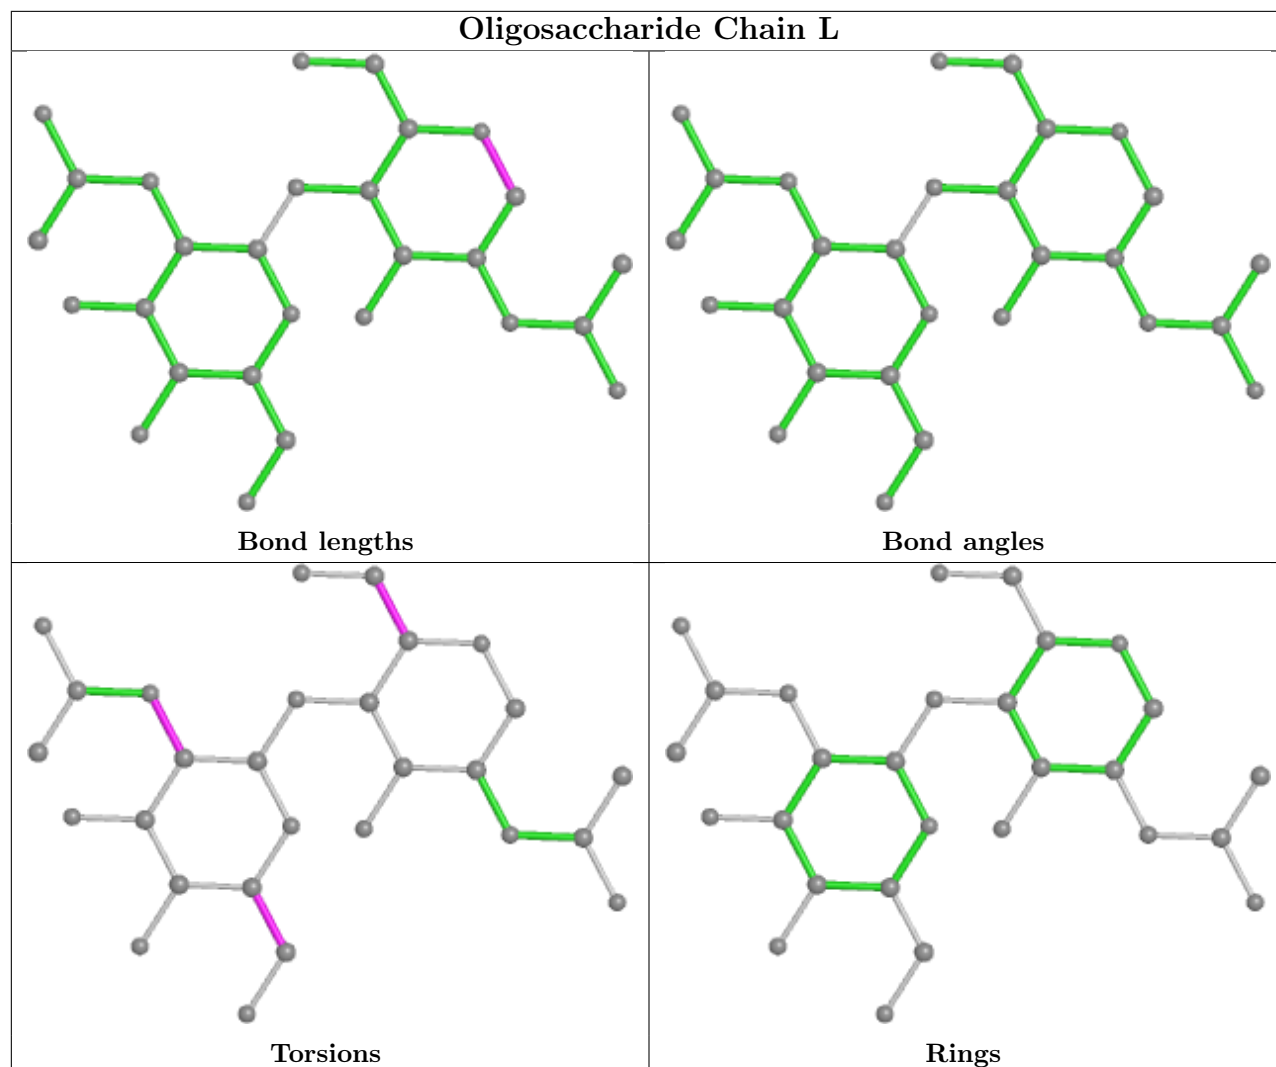 Oligosaccharide Chain L
Bond lengths
Bond angles
Torsions
Rings